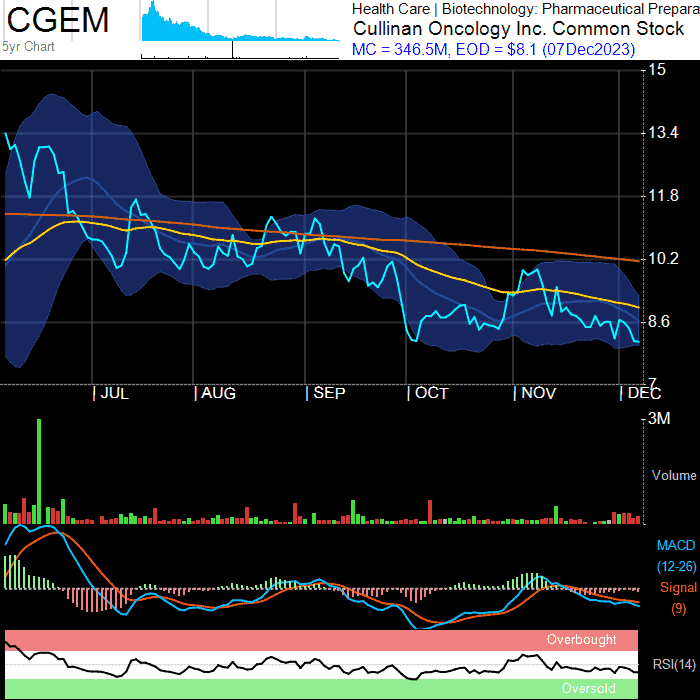 CGEM
5yr Chart
Health Care | Biotechnology: Pharmaceutical Prepara
Cullinan Oncology Inc. Common Stock
MC = 346.5M, EOD = $8.1 (07Dec2023)
15
13.4
11.8
10.2
8.6
7
| JUL | AUG | SEP | OCT | NOV | DEC
3M
Volume
MACD
(12-26)
Signal
(9)
Overbought
RSI(14)
Oversold